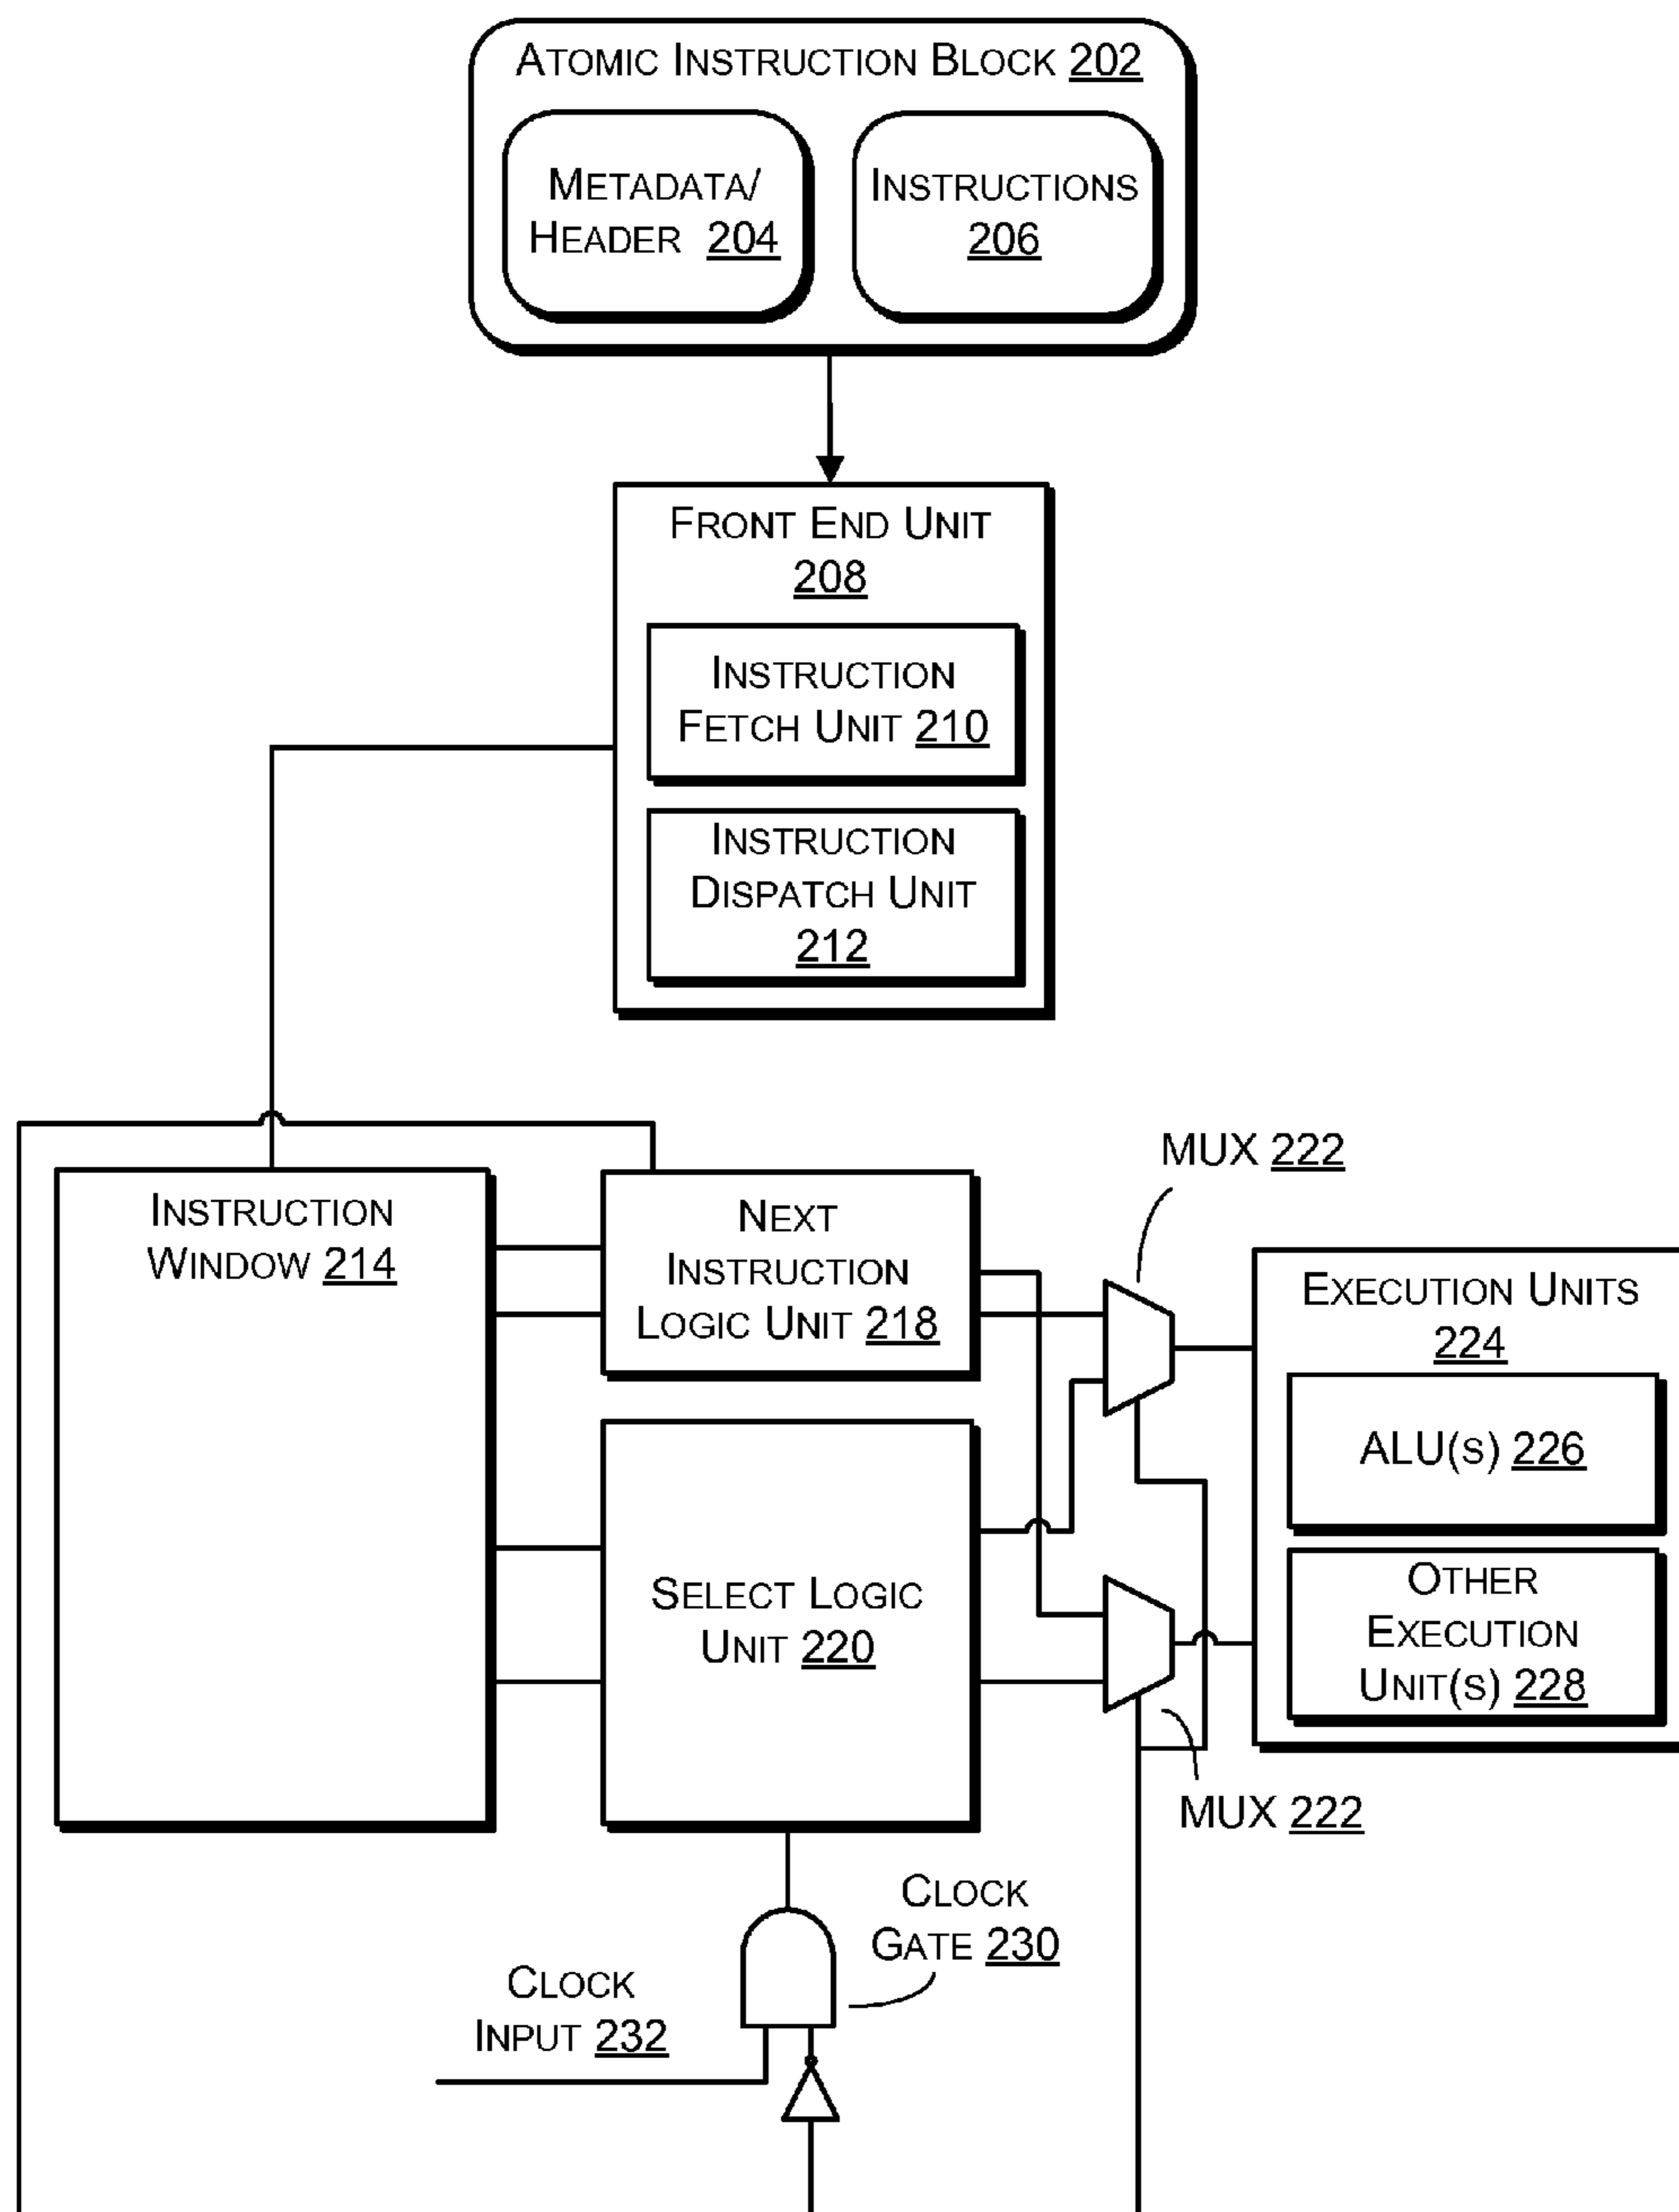 ATOMIC INSTRUCTION BLOCK 202
METADATA/
HEADER 204
INSTRUCTIONS
206
FRONT END UNIT
208
INSTRUCTION
FETCH UNIT 210
INSTRUCTION
DISPATCH UNIT
212
INSTRUCTION
WINDOW 214
NEXT
INSTRUCTION
LOGIC UNIT 218
MUX 222
EXECUTION UNITS
224
ALU(S) 226
OTHER
EXECUTION
UNIT(S) 228
SELECT LOGIC
UNIT 220
MUX 222
CLOCK
GATE 230
CLOCK
INPUT 232